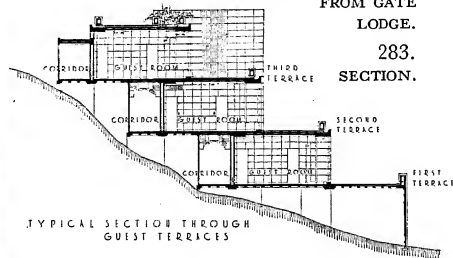 FROM GATE
LODGE.
283.
SECTION.
CORRIDOR GUEST ROOM THIRD TERRACE
CORRIDOR GUEST ROOM SECOND TERRACE
CORRIDOR GUEST ROOM FIRST TERRACE
TYPICAL SECTION THROUGH
GUEST TERRACES